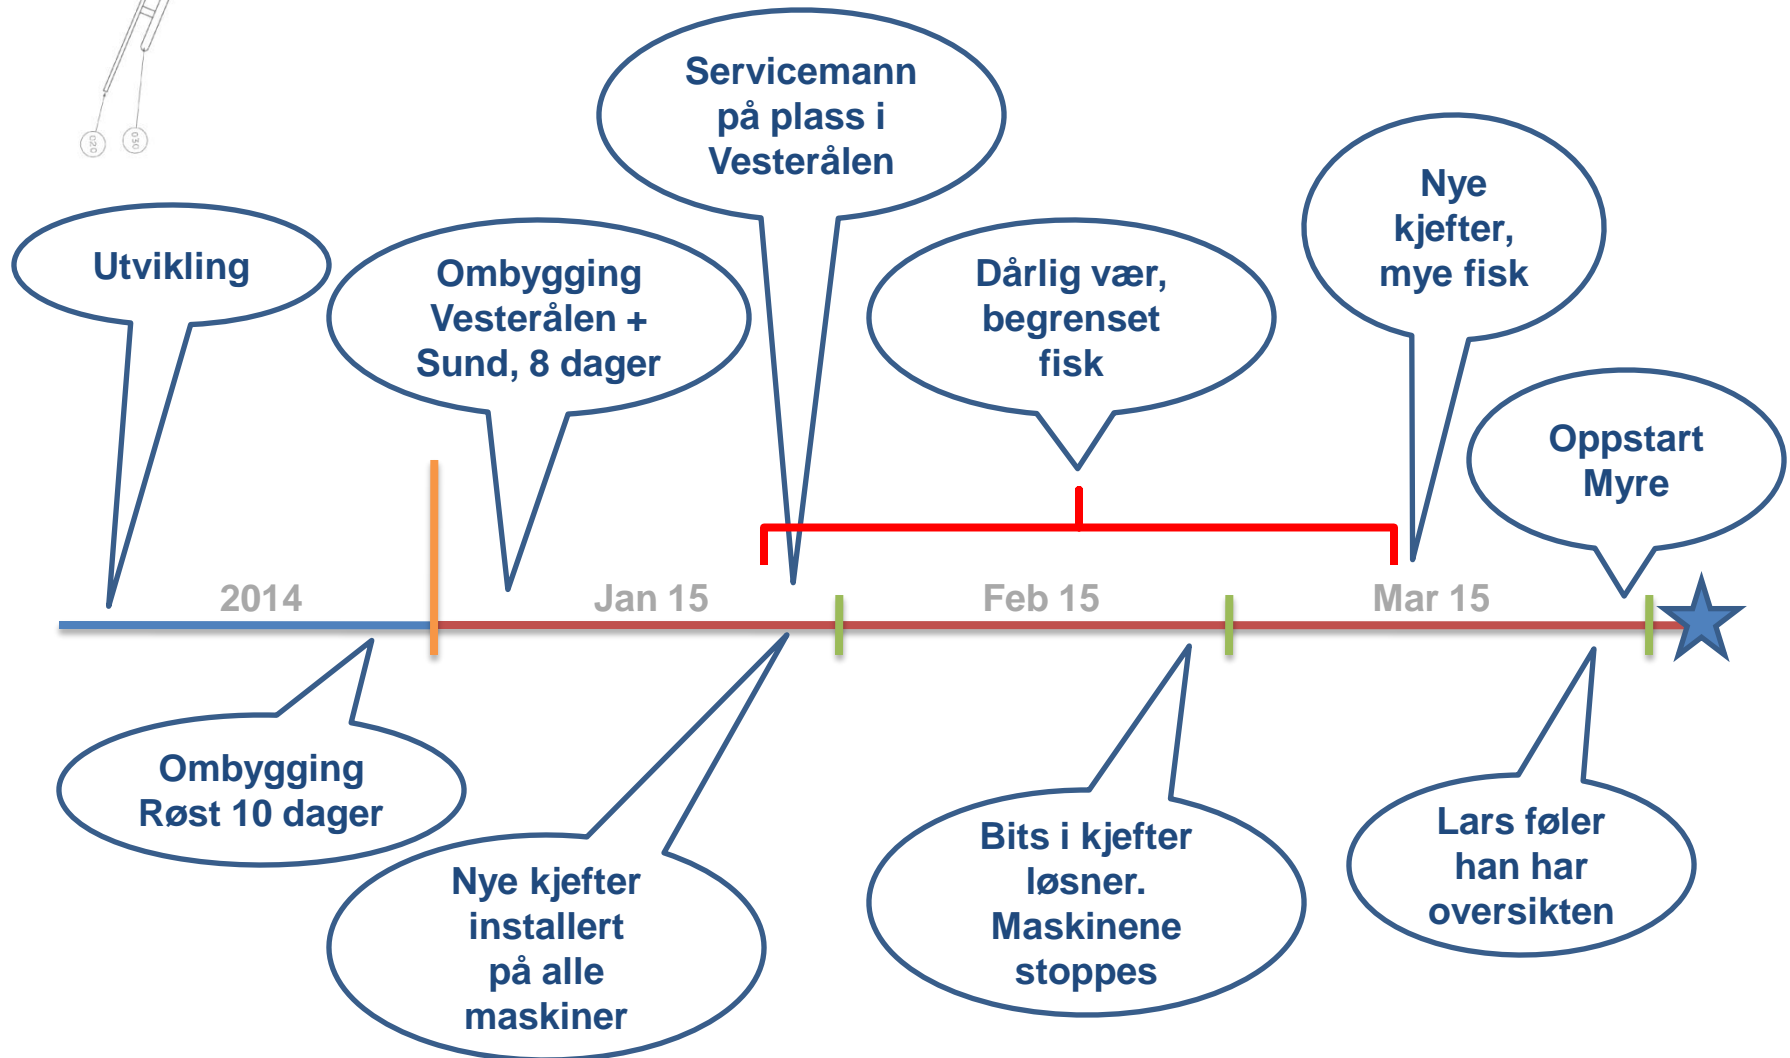 020
030
Servicemann
på plass i
Vesterålen
Utvikling
Ombygging
Vesterålen +
Sund, 8 dager
Dårlig vær,
begrenset
fisk
Nye
kjefter,
mye fisk
Oppstart
Myre
2014
Jan 15
Feb 15
Mar 15
Ombygging
Røst 10 dager
Nye kjefter
installert
på alle
maskiner
Bits i kjefter
løsner.
Maskinene
stoppes
Lars føler
han har
oversikten